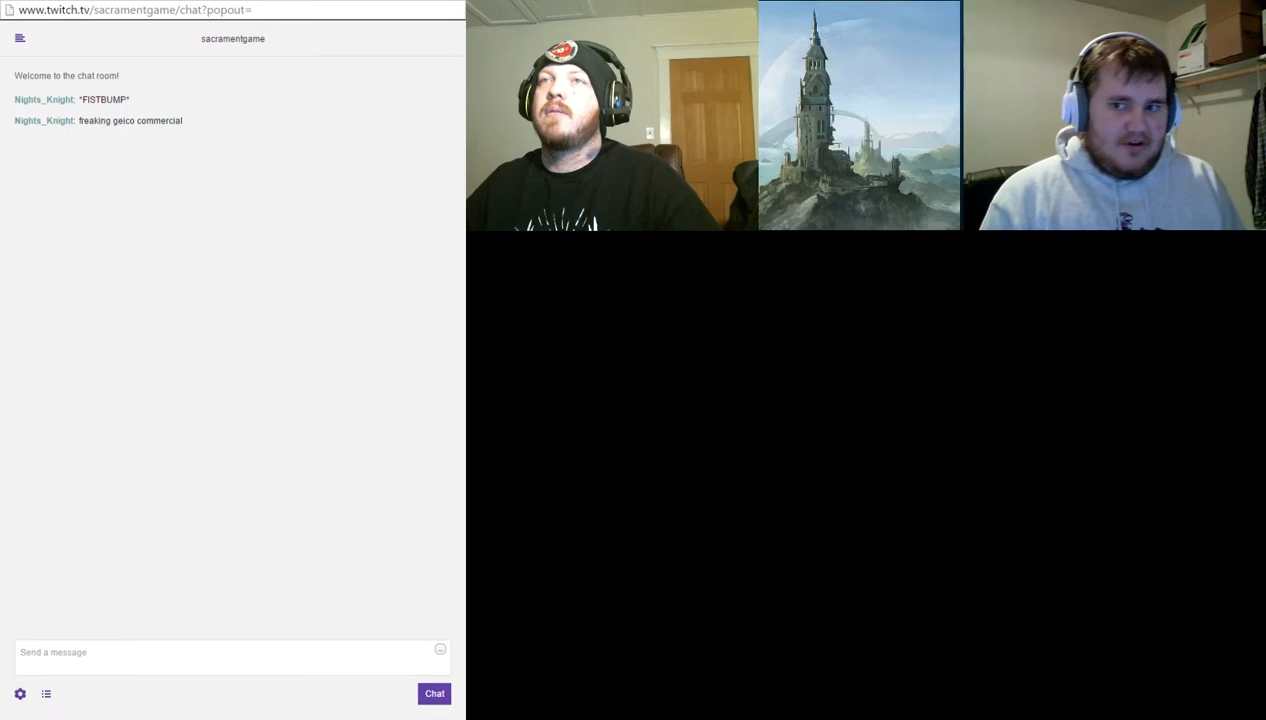 www.twitch.tv/sacramentgame/chat?popout=
sacramentgame
Welcome to the chat room!
Nights_Knight: *FISTBUMP*
Nights_Knight: freaking geico commercial
Send a message
Chat